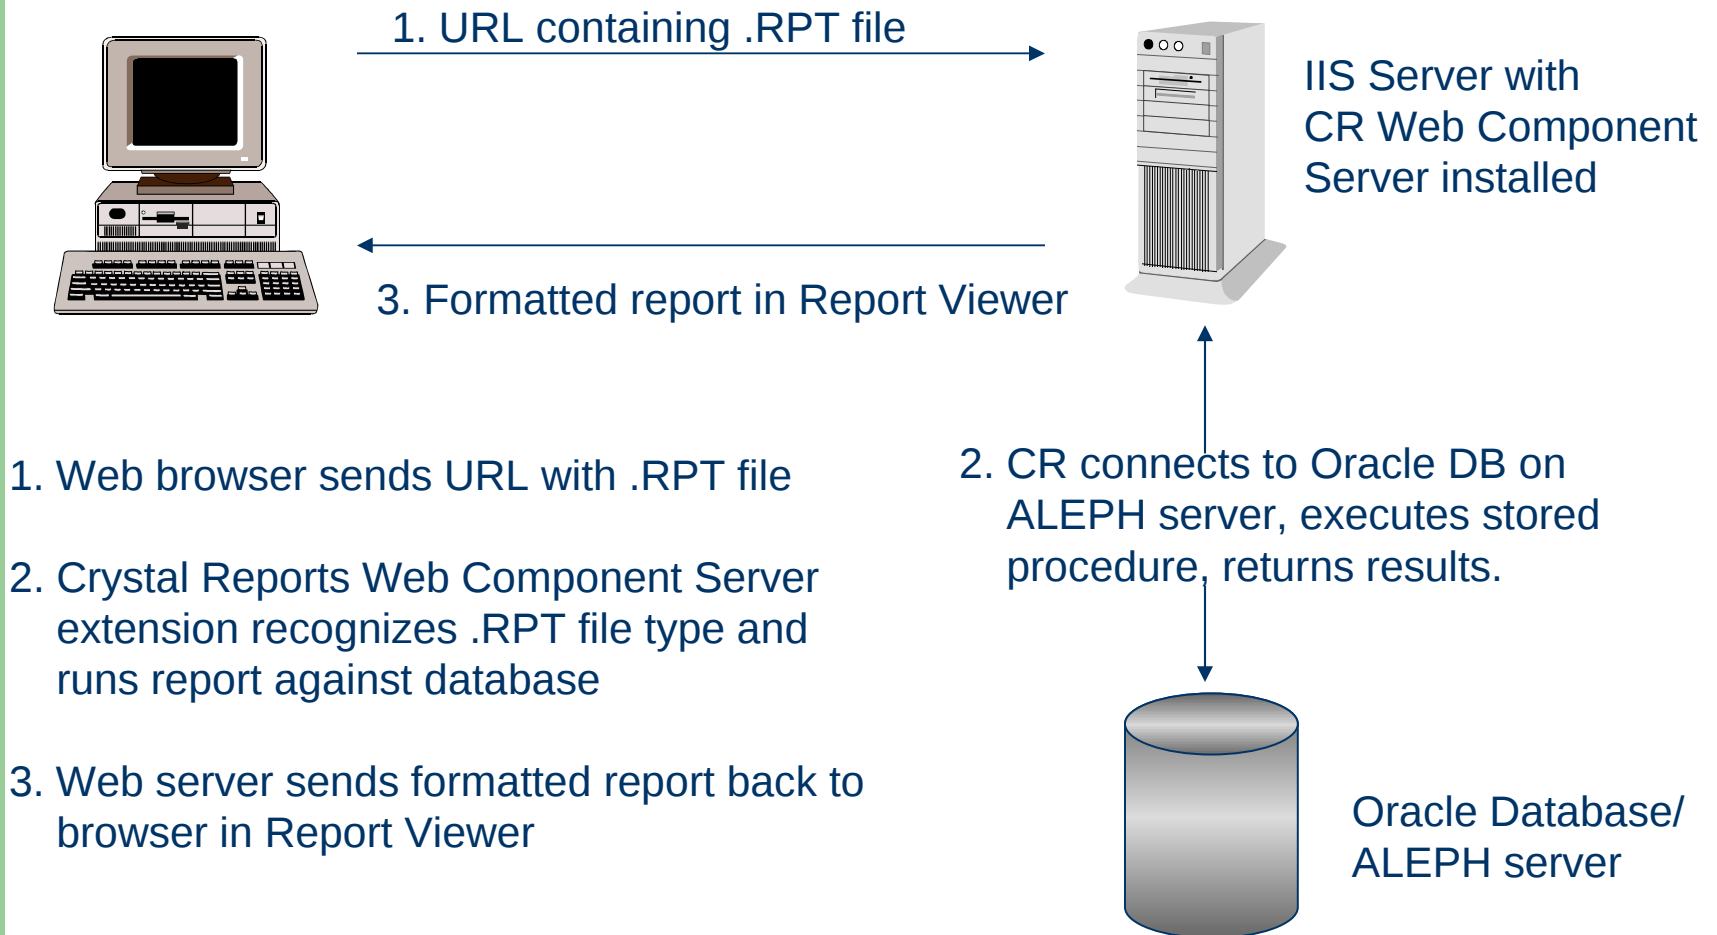 1. URL containing .RPT file
IIS Server with
CR Web Component
Server installed
3. Formatted report in Report Viewer
1. Web browser sends URL with .RPT file
2. Crystal Reports Web Component Server
extension recognizes .RPT file type and
runs report against database
3. Web server sends formatted report back to
browser in Report Viewer
2. CR connects to Oracle DB on
ALEPH server, executes stored
procedure, returns results.
Oracle Database/
ALEPH server